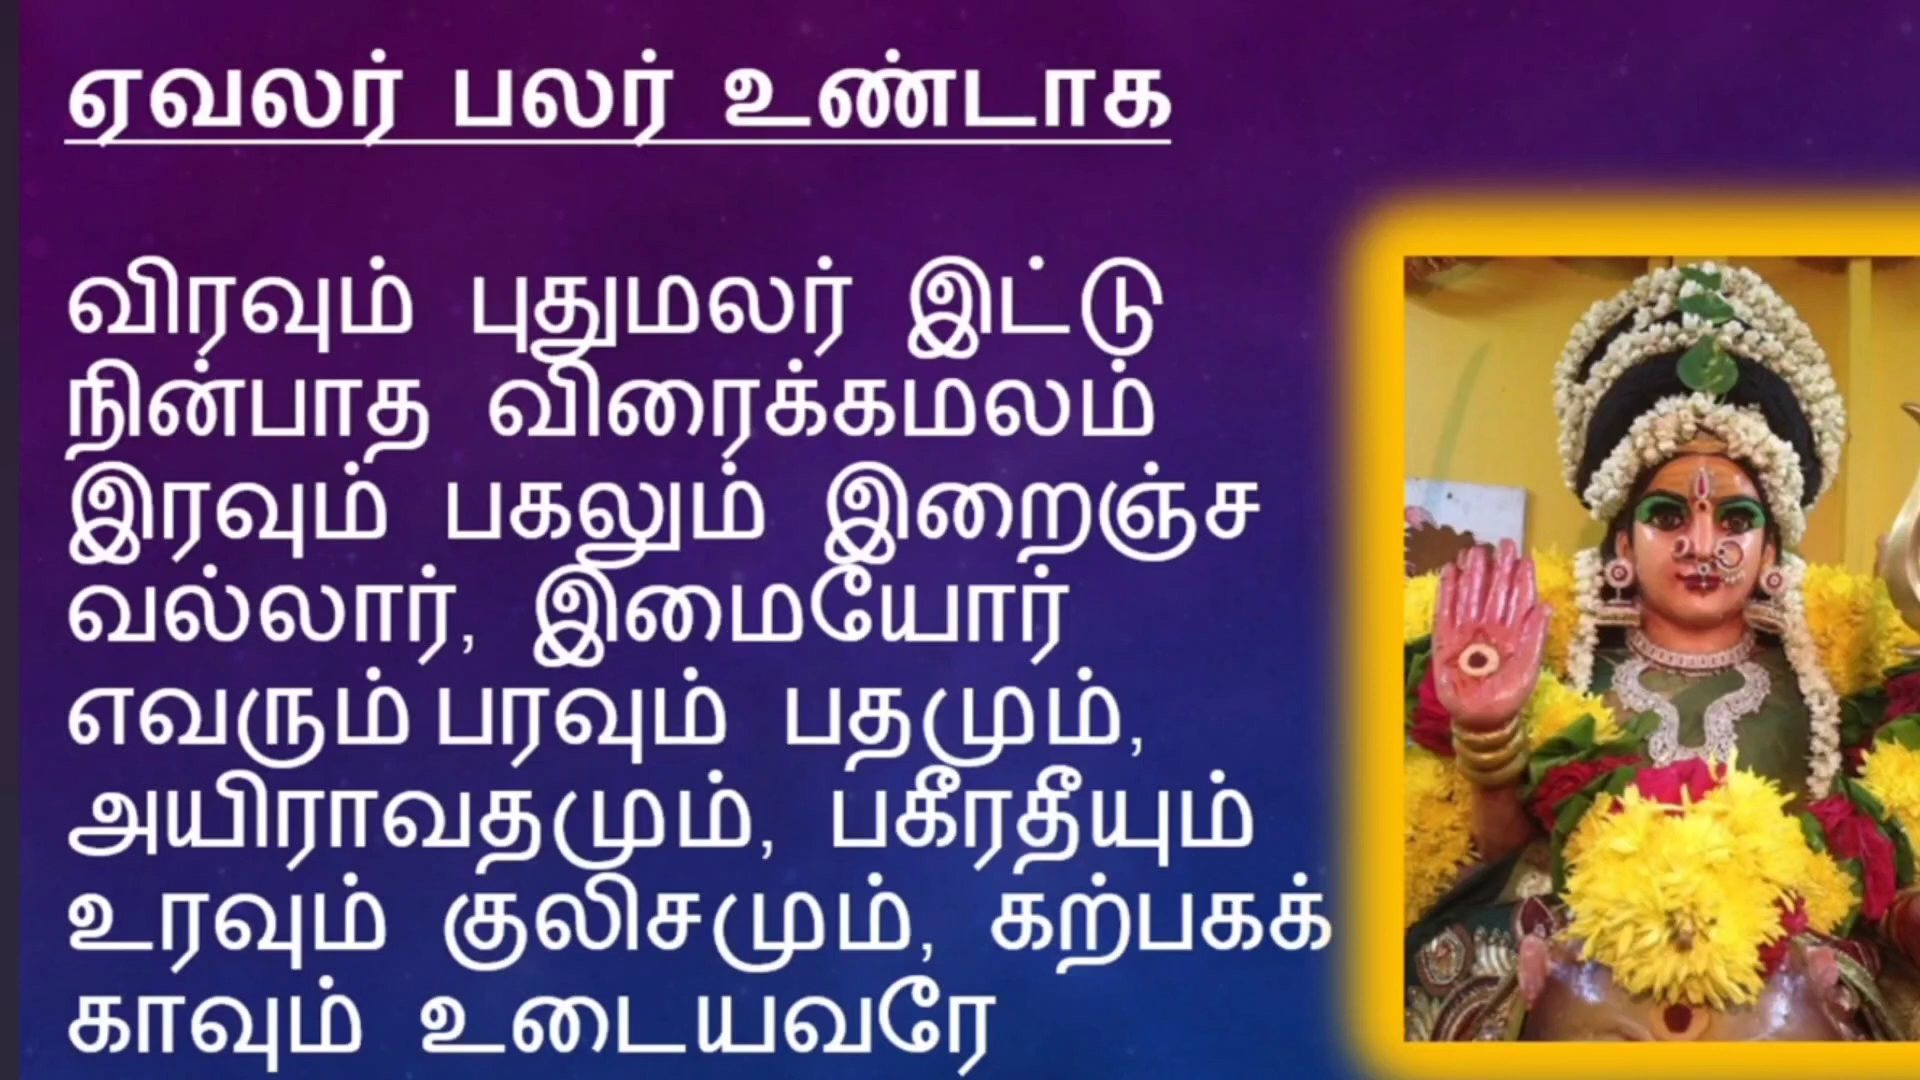 ஏவலர் பலர் உண்டாக
விரவும் புதுமலர் இட்டு
நின்பாத விரைக்கமலம்
இரவும் பகலும் இறைஞ்ச
வல்லார், இமையோர்
எவரும் பரவும் பதமும்,
அயிராவதமும், பகீரதீயும்
உரவும் குலிசமும், கற்பகக்
காவும் உடையவரே